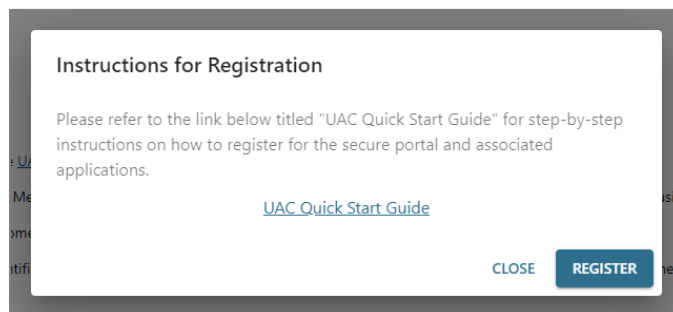 Instructions for Registration
Please refer to the link below titled "UAC Quick Start Guide" for step-by-step
instructions on how to register for the secure portal and associated
applications.
UAC Quick Start Guide
CLOSE REGISTER